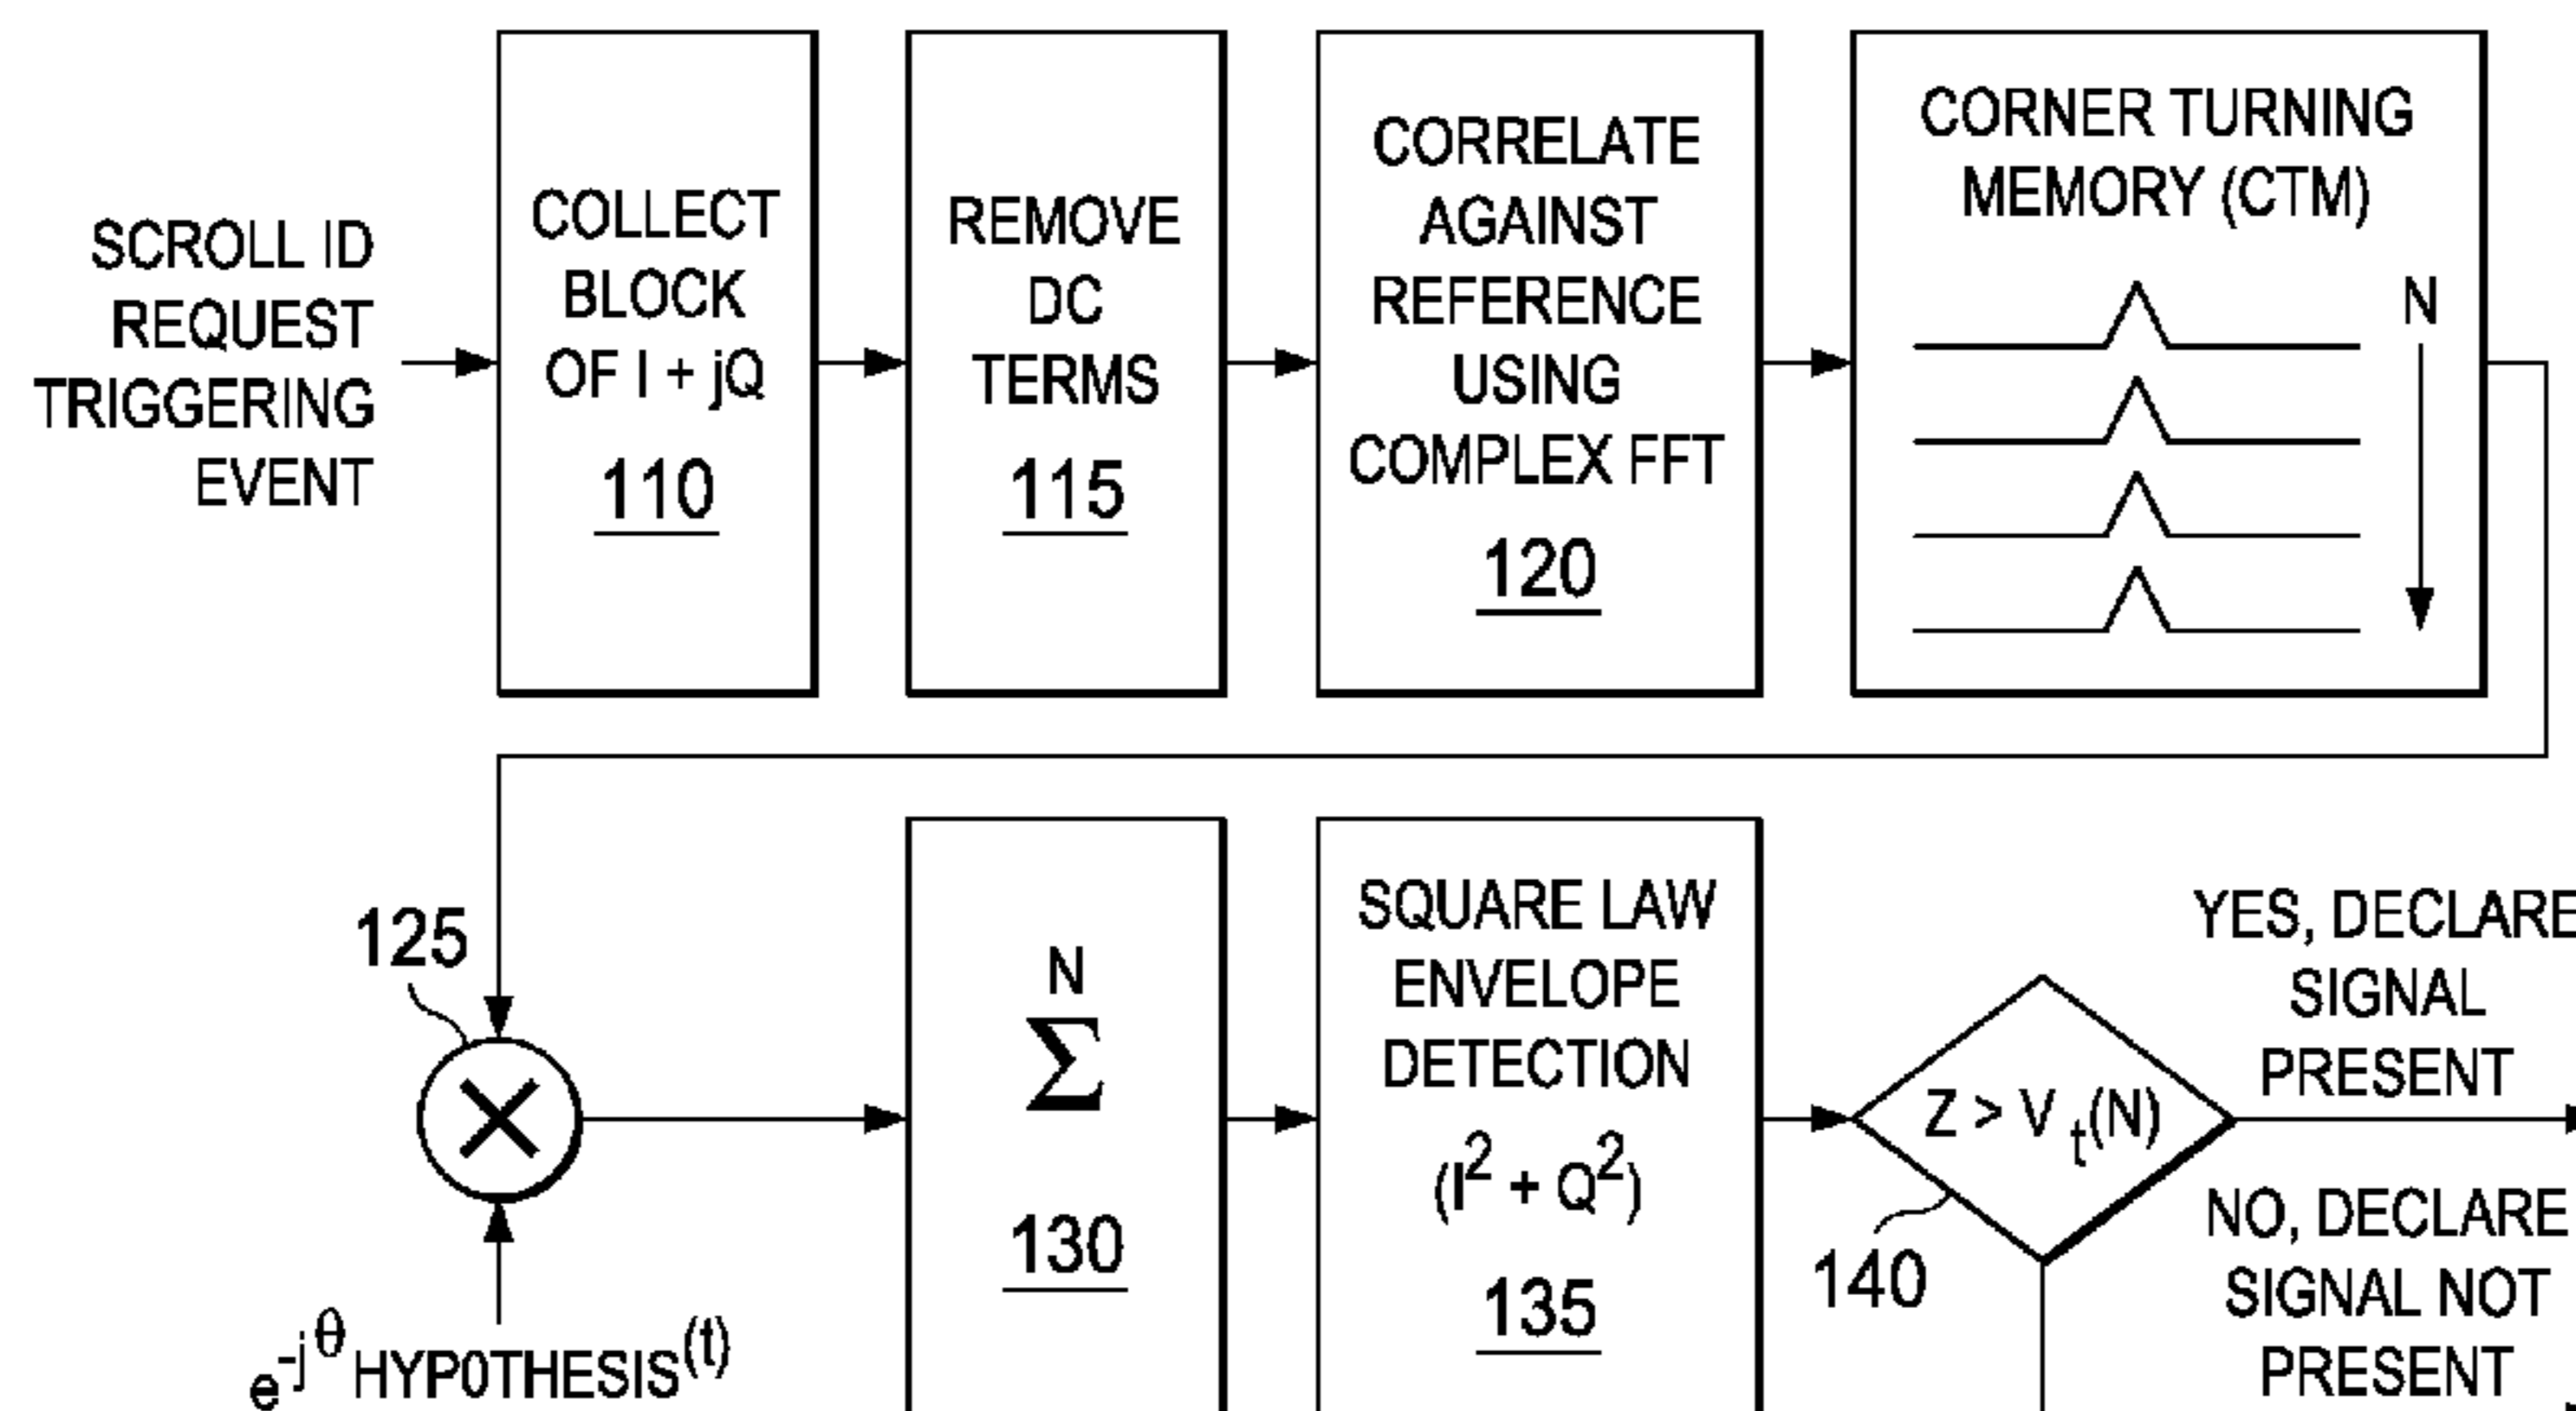 SCROLL ID
REQUEST
TRIGGERING
EVENT
COLLECT
BLOCK
OF I + jQ
110
REMOVE
DC
TERMS
115
CORRELATE
AGAINST
REFERENCE
USING
COMPLEX FFT
120
CORNER TURNING
MEMORY (CTM)
N
125
e^-jθ HYP0THESIS^(t)
N
Σ
130
SQUARE LAW
ENVELOPE
DETECTION
(I² + Q²)
135
Z > V_t(N)
140
YES, DECLARE
SIGNAL
PRESENT
NO, DECLARE
SIGNAL NOT
PRESENT